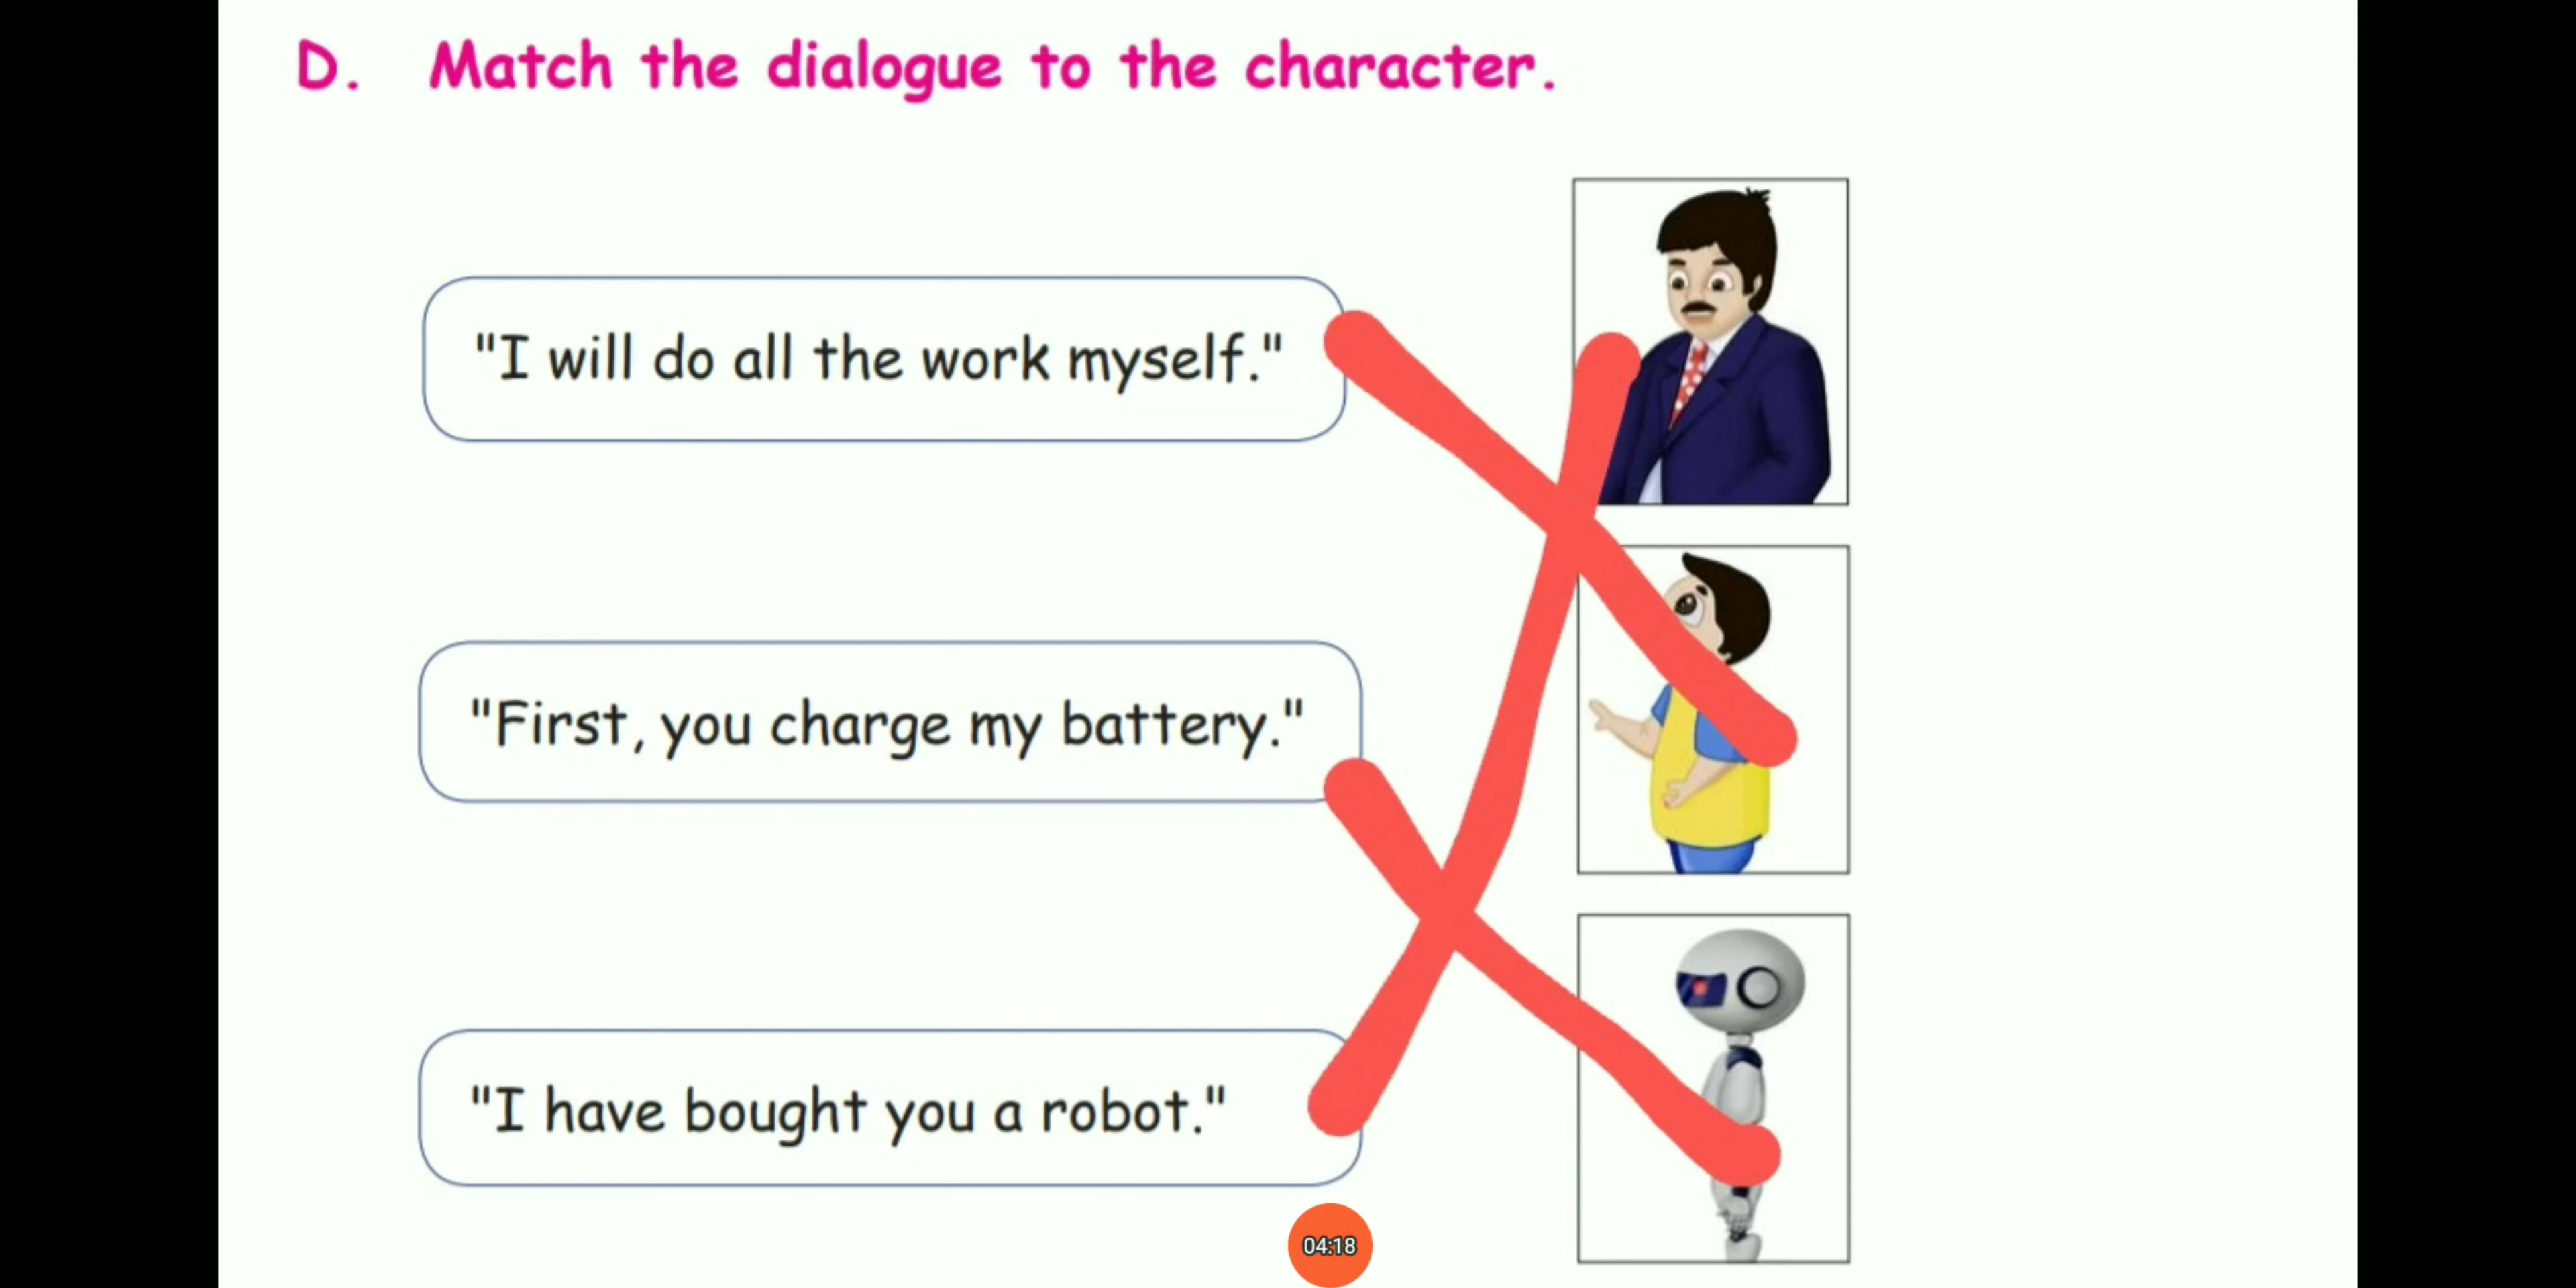 D. Match the dialogue to the character.
"I will do all the work myself."
"First, you charge my battery."
"I have bought you a robot."
04:18